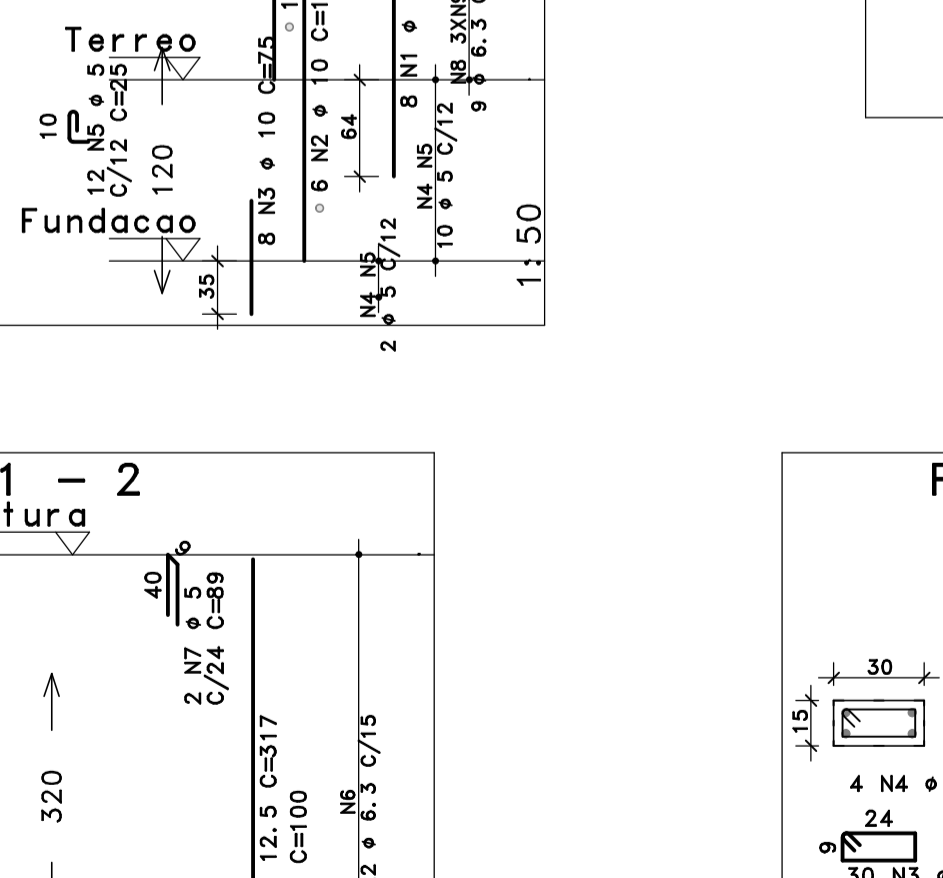 Terreo
10
12 N5 ϕ 5
C/12 C=25
120
Fundacao
35
8 N3 ϕ 10 C=75
6 N2 ϕ 10 C=1
1
64
8 N1 ϕ
N4 N5
2 ϕ 5 C/12
N4 N5
10 ϕ 5 C/12
N8 3XN9
9 ϕ 6.3 C
1:50
1 - 2
tura
40
9
2 N7 ϕ 5
C/24 C=89
320
12.5 C=317
C=100
N6
2 ϕ 6.3 C/15
30
15
4 N4 ϕ
24
9
30 N3 ϕ